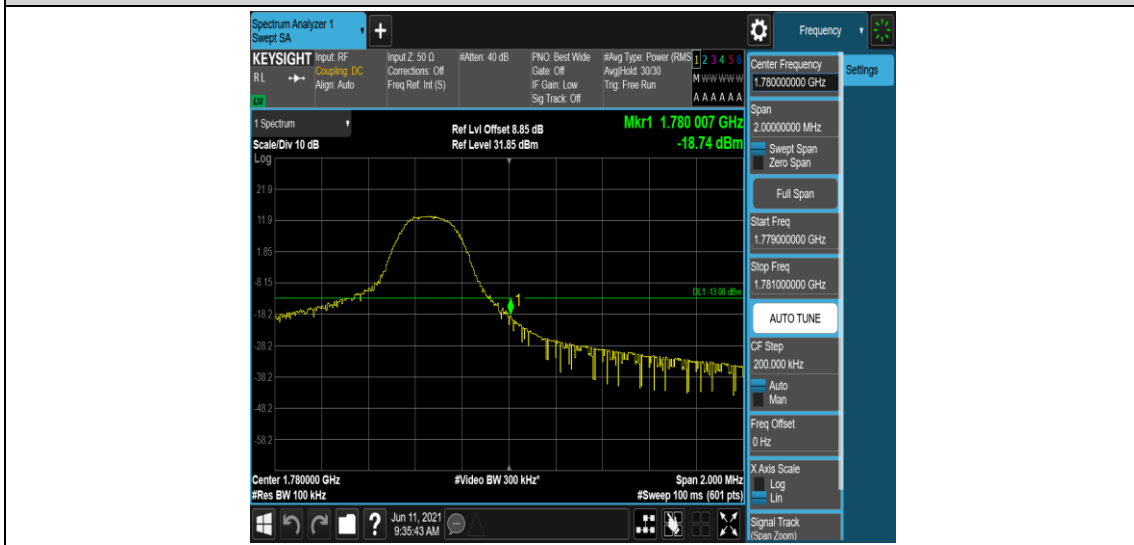 Spectrum Analyzer 1
Swept SA
+
Frequency
KEYSIGHT
RL
Input: RF
Coupling: DC
Align: Auto
Input Z: 50 Ω
Corrections: Off
Freq Ref: Int (S)
#Atten: 40 dB
PNO: Best Wide
Gate: Off
IF Gain: Low
Sig Track: Off
#Avg Type: Power (RMS
Avg|Hold: 30/30
Trig: Free Run
1 2 3 4 5 6
M W W W W W
A A A A A A
1 Spectrum
Scale/Div 10 dB
Log
Ref Lvl Offset 8.85 dB
Ref Level 31.85 dBm
Mkr1 1.780 007 GHz
-18.74 dBm
21.9
11.9
1.85
-8.15
-18.2
-28.2
-38.2
-48.2
-58.2
DL1 -13.00 dBm
1
Center 1.780000 GHz
#Res BW 100 kHz
#Video BW 300 kHz*
Span 2.000 MHz
#Sweep 100 ms (601 pts)
Center Frequency
1.780000000 GHz
Settings
Span
2.00000000 MHz
Swept Span
Zero Span
Full Span
Start Freq
1.779000000 GHz
Stop Freq
1.781000000 GHz
AUTO TUNE
CF Step
200.000 kHz
Auto
Man
Freq Offset
0 Hz
X Axis Scale
Log
Lin
Signal Track
(Span Zoom)
?
Jun 11, 2021
9:35:43 AM